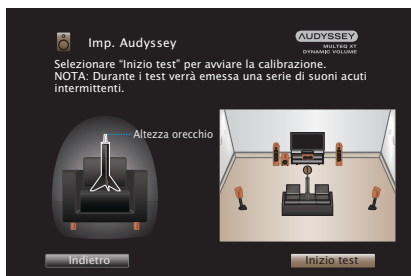 Imp. Audyssey
AUDYSSEY
MULTEQ XT
DYNAMIC VOLUME
Selezionare “Inizio test” per avviare la calibrazione.
NOTA: Durante i test verrà emessa una serie di suoni acuti
intermittenti.
Altezza orecchio
Indietro
Inizio test